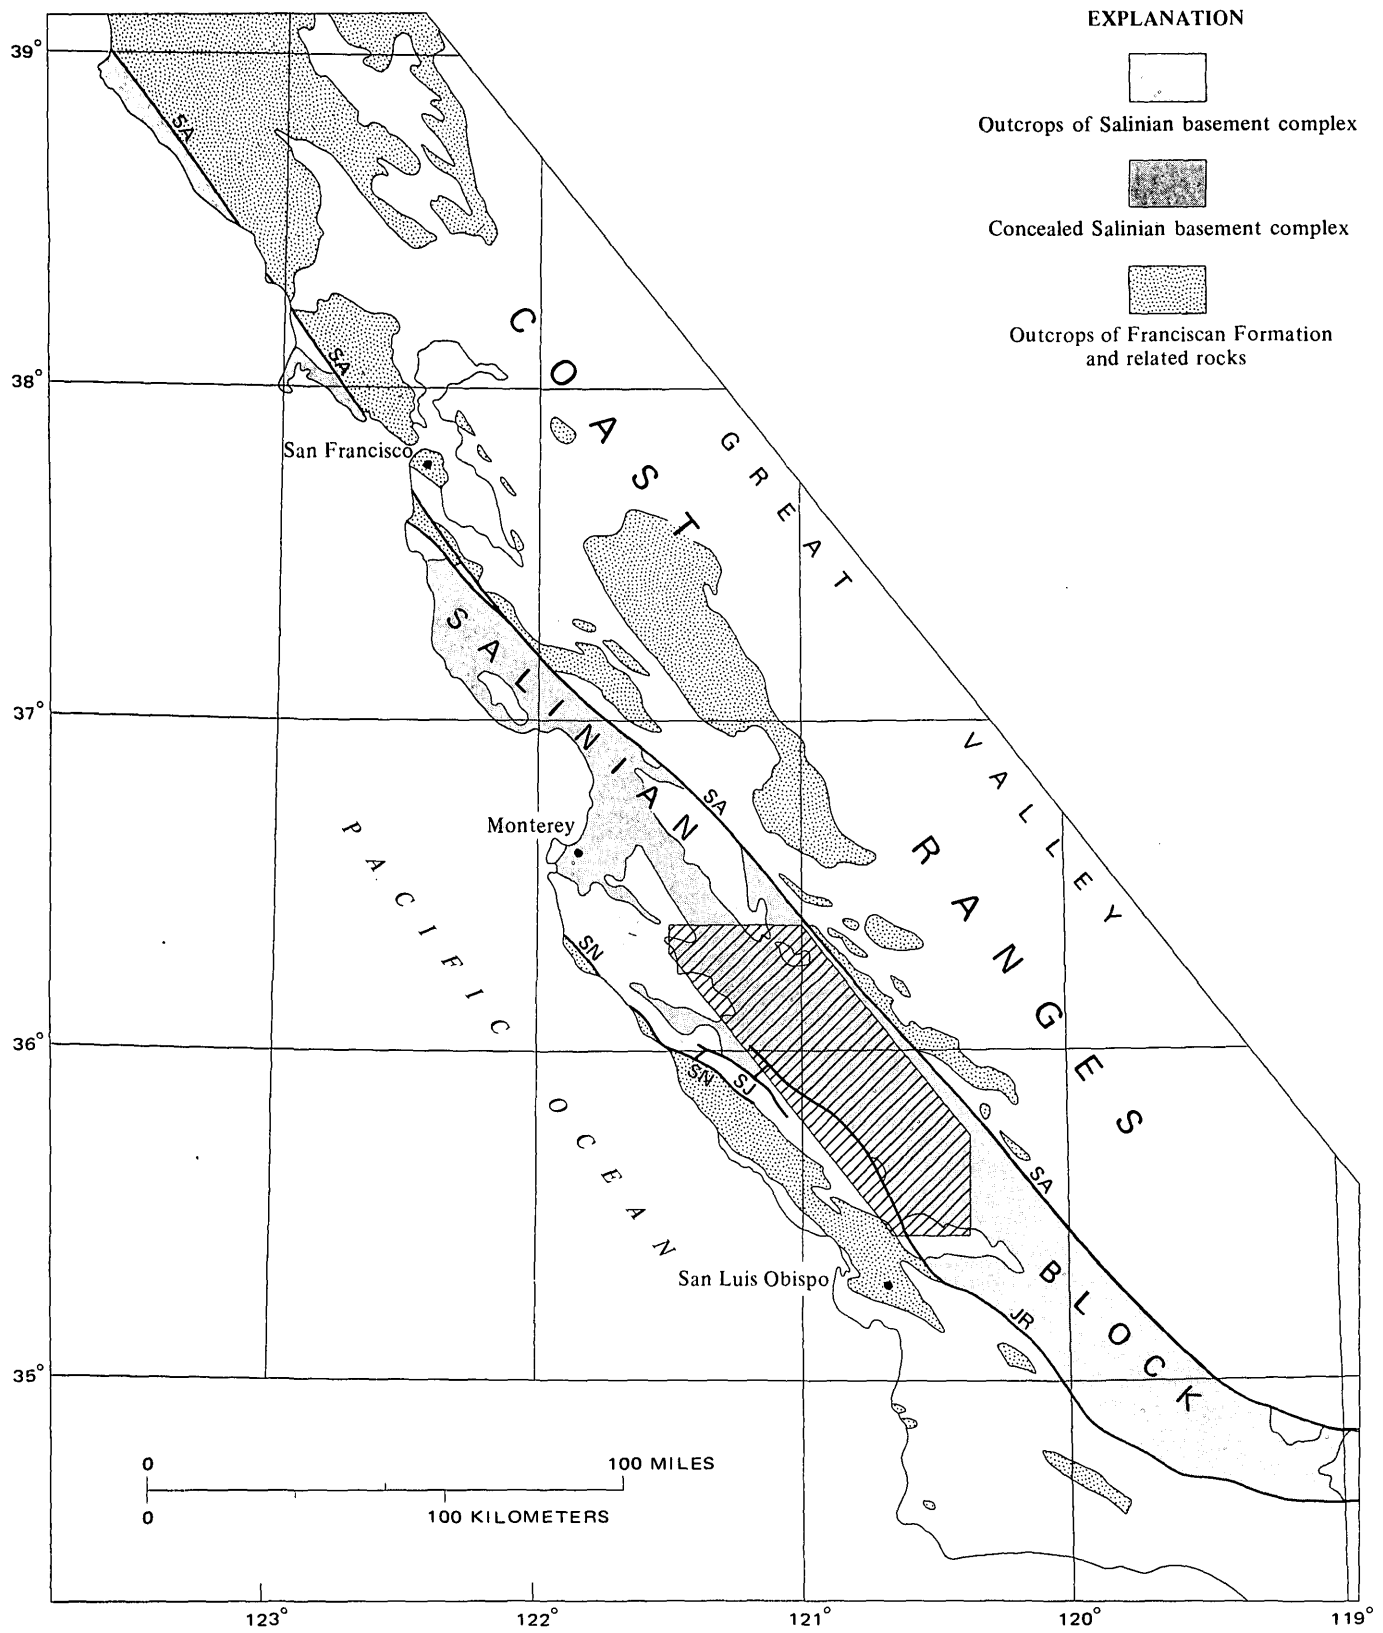 EXPLANATION
Outcrops of Salinian basement complex
Concealed Salinian basement complex
Outcrops of Franciscan Formation
and related rocks
39°
38°
37°
36°
35°
SA
SA
COAST
RANGES
GREAT
VALLEY
San Francisco
SALINIAN
BLOCK
SA
Monterey
PACIFIC
OCEAN
SN
SN
SJ
SA
San Luis Obispo
JR
0 100 MILES
0 100 KILOMETERS
123° 122° 121° 120° 119°